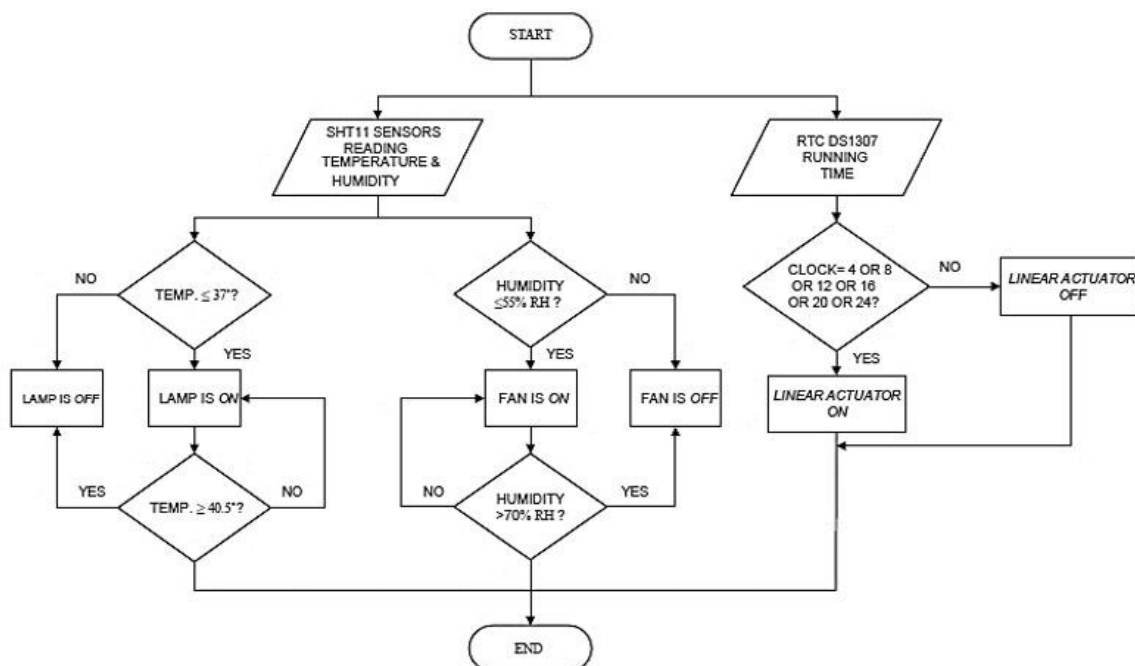 START
SHT11 SENSORS
READING
TEMPERATURE &
HUMIDITY
RTC DS1307
RUNNING
TIME
NO
TEMP. ≤ 37°?
YES
HUMIDITY
≤55% RH ?
NO
YES
CLOCK= 4 OR 8
OR 12 OR 16
OR 20 OR 24?
NO
YES
LINEAR ACTUATOR
OFF
LAMP IS OFF
LAMP IS ON
FAN IS ON
FAN IS OFF
LINEAR ACTUATOR
ON
YES
TEMP. ≥ 40.5°?
NO
NO
HUMIDITY
>70% RH ?
YES
END